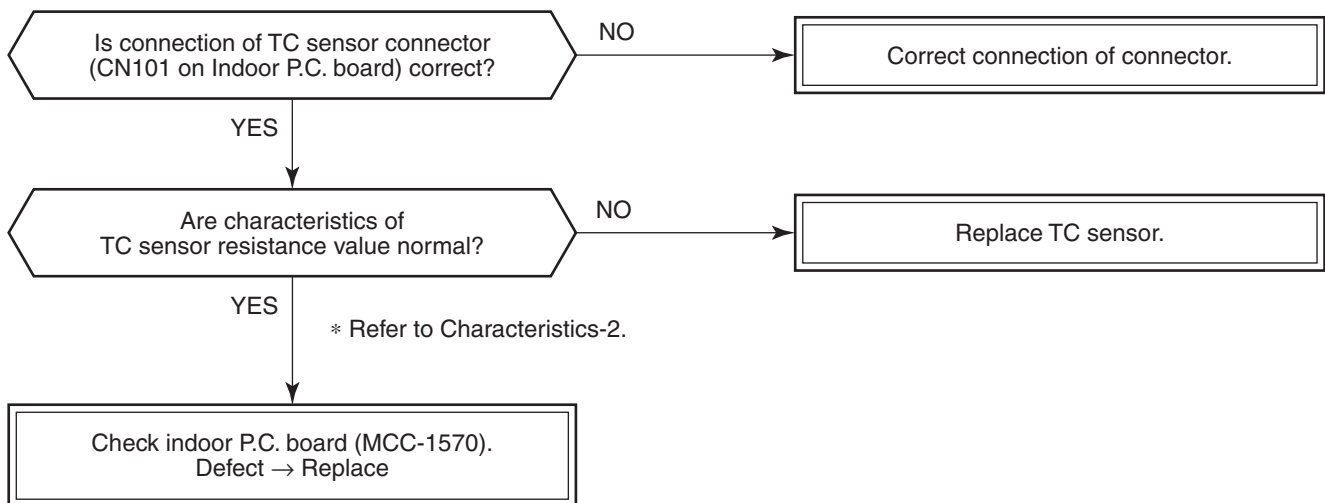 Is connection of TC sensor connector
(CN101 on Indoor P.C. board) correct?
NO
Correct connection of connector.
YES
Are characteristics of
TC sensor resistance value normal?
NO
Replace TC sensor.
YES
* Refer to Characteristics-2.
Check indoor P.C. board (MCC-1570).
Defect → Replace